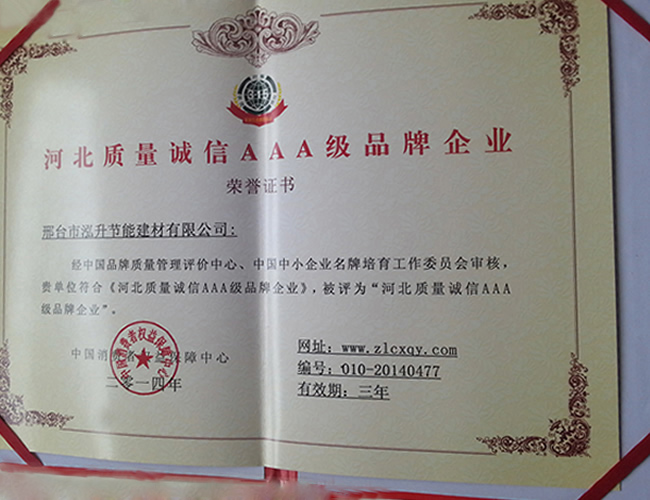 河北质量诚信AAA级品牌企业
荣誉证书
邢台市泓升节能建材有限公司:
经中国品牌质量管理评价中心、中国中小企业名牌培育工作委员会审核,
贵单位符合《河北质量诚信AAA级品牌企业》,被评为“河北质量诚信AAA
级品牌企业”。
中国消费者权益保障中心
二零一四年
网址:www.zlcxqy.com
编号:010-20140477
有效期:三年